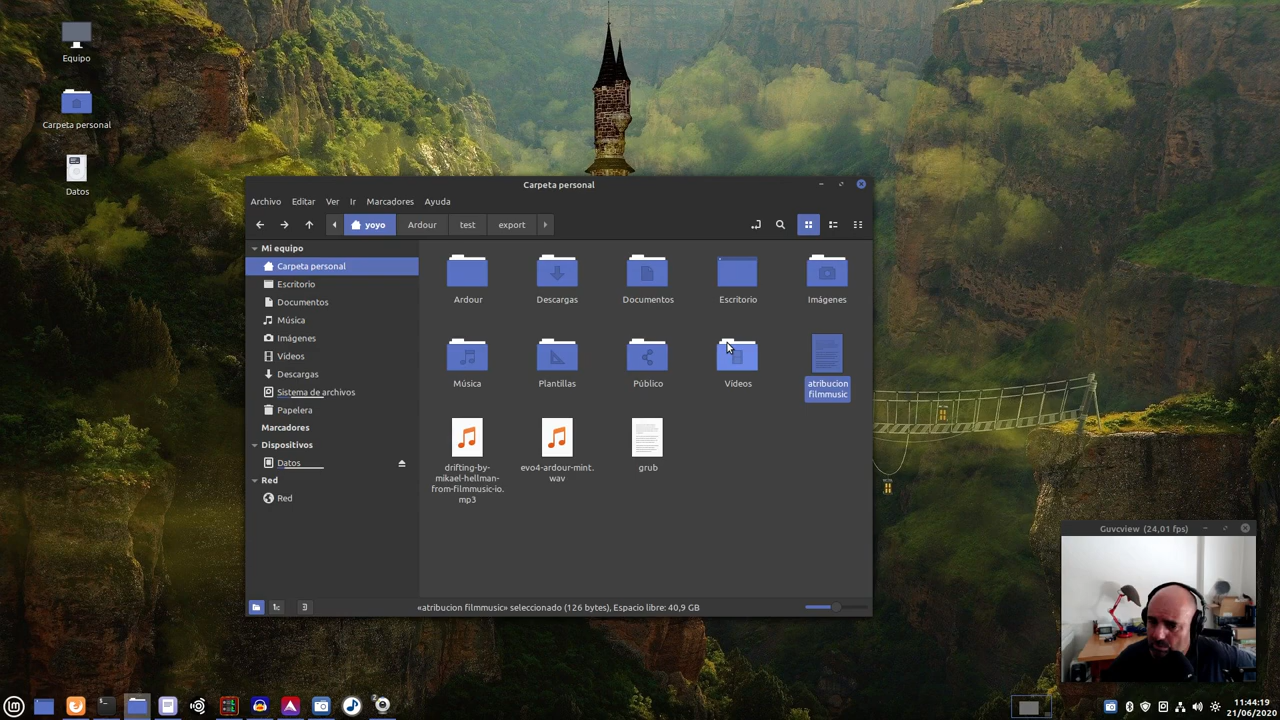 Equipo
Carpeta personal
Datos
Carpeta personal
Archivo Editar Ver Ir Marcadores Ayuda
yoyo Ardour test export
Mi equipo
Carpeta personal
Escritorio
Documentos
Música
Imágenes
Vídeos
Descargas
Sistema de archivos
Papelera
Marcadores
Dispositivos
Datos
Red
Red
Ardour Descargas Documentos Escritorio Imágenes
Música Plantillas Público Vídeos atribucion
filmmusic
drifting-by-
mikael-hellman-
from-filmmusic-io.
mp3
evo4-ardour-mint.
wav
grub
«atribucion filmmusic» seleccionado (126 bytes), Espacio libre: 40,9 GB
Guvcview (24,01 fps)
2
11:44:19
21/06/2020